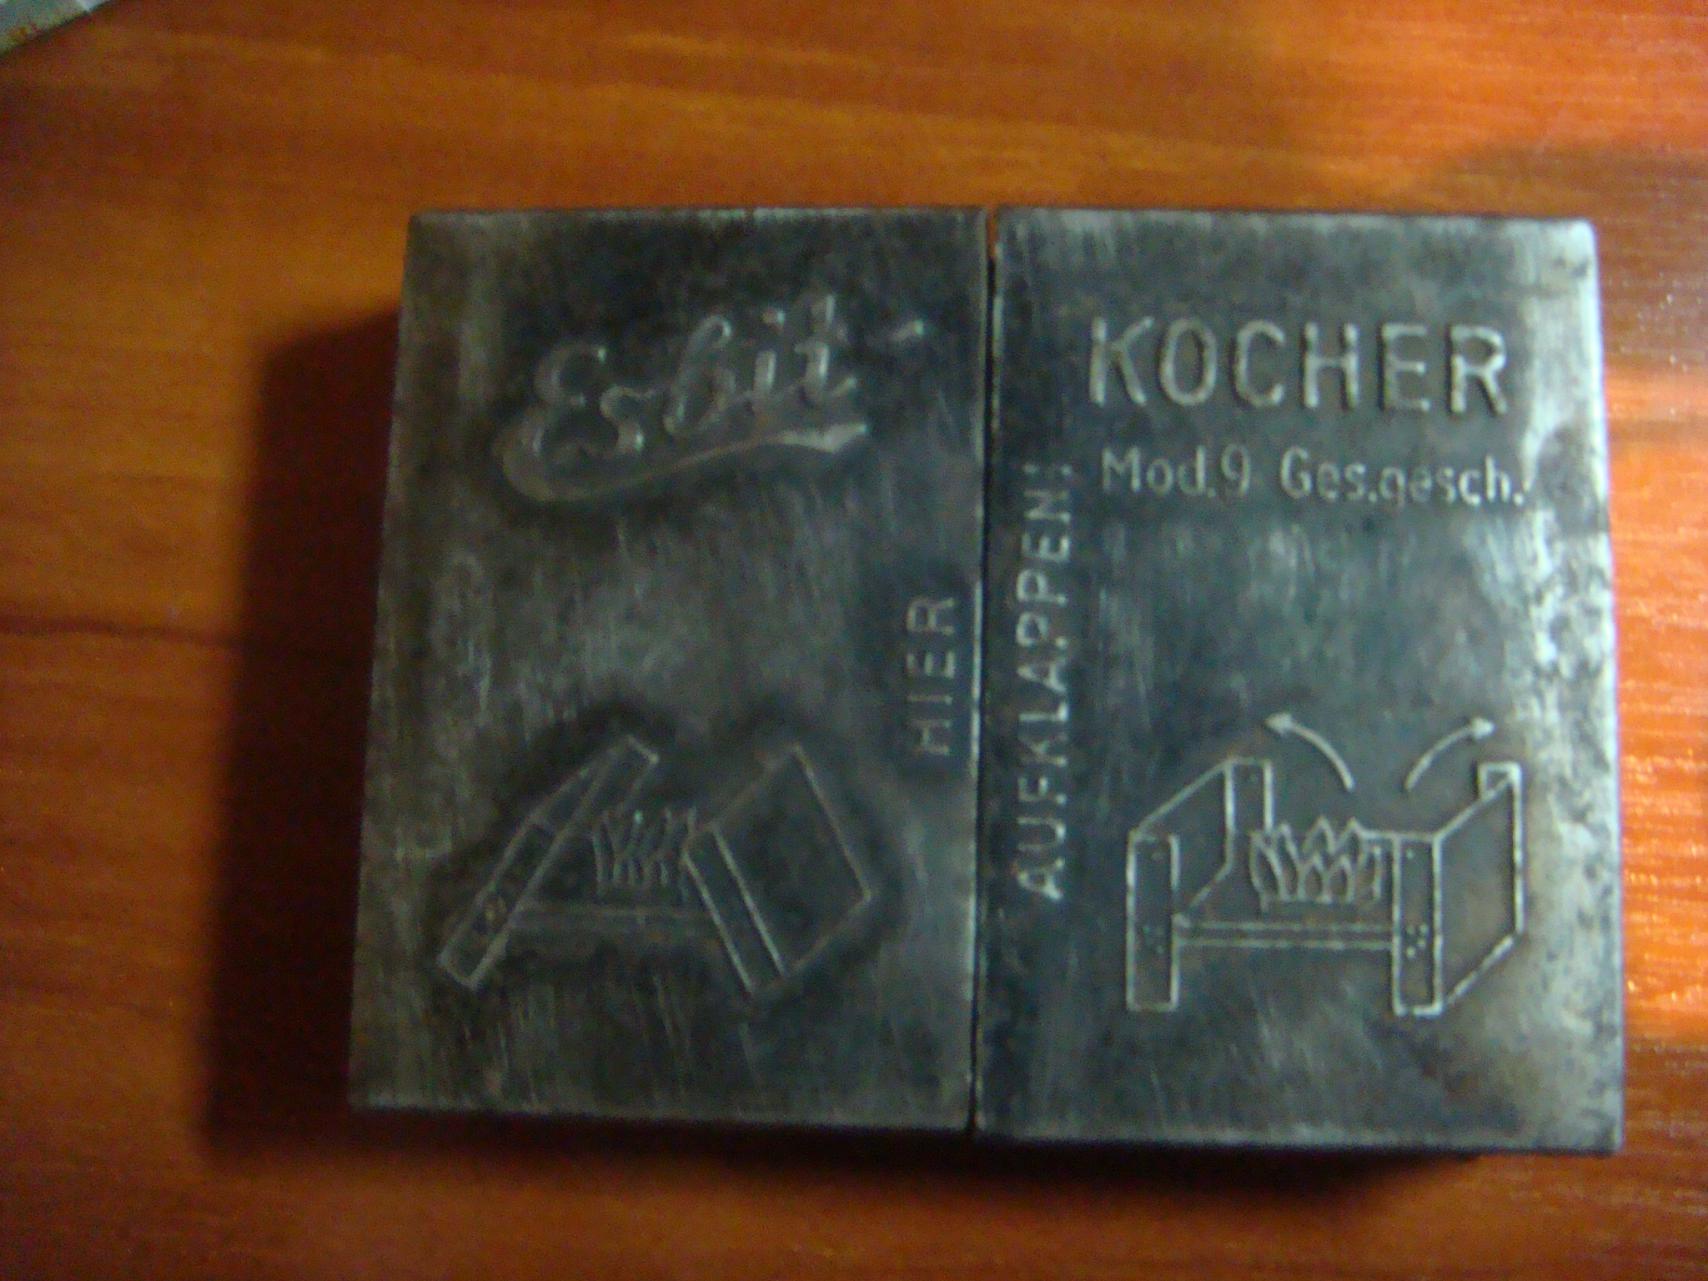 Esbit
KOCHER
Mod.9 Ges.gesch.
HIER
AUFKLAPPEN!